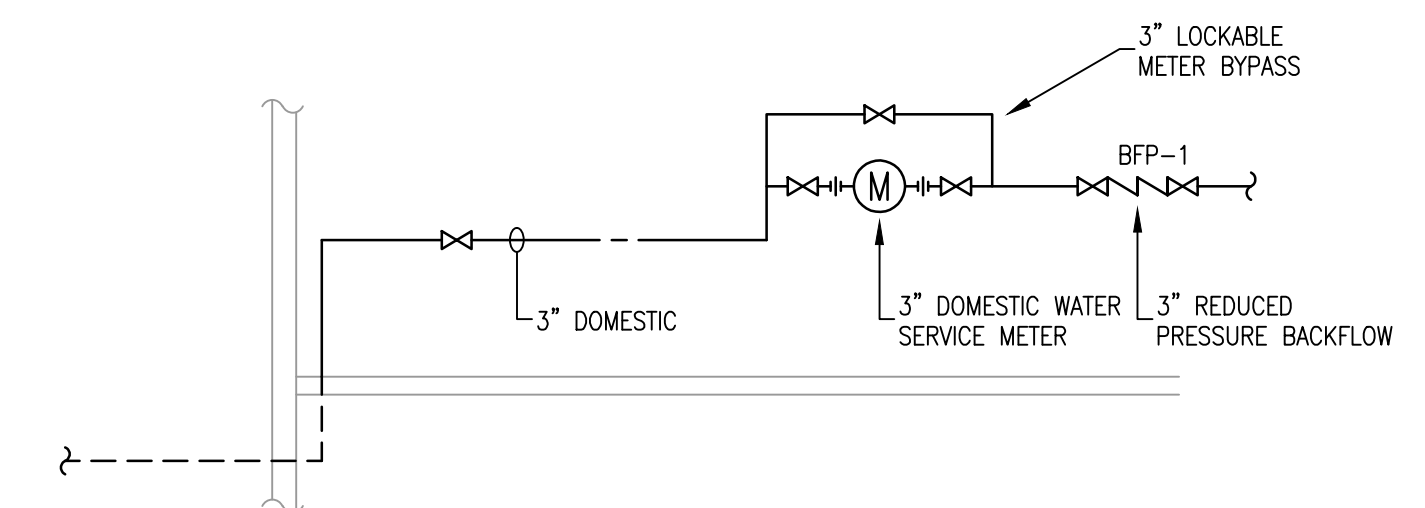 3” LOCKABLE
METER BYPASS
BFP–1
M
3” DOMESTIC
3” DOMESTIC WATER
SERVICE METER
3” REDUCED
PRESSURE BACKFLOW